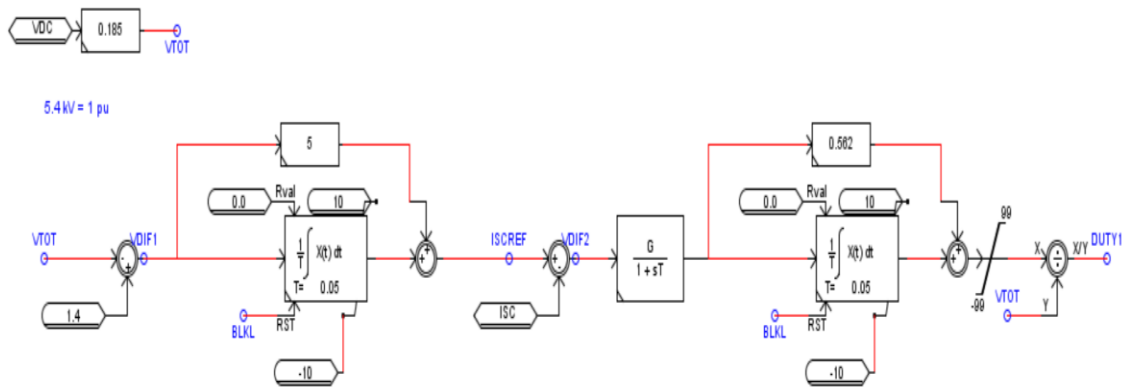 VDC
0.185
VTOT
5.4 kV = 1 pu
5
0.562
Rval
0.0
10
Rval
0.0
10
99
VTOT
VDIF1
1
T
X(t) dt
T=
0.05
ISCREF
VDIF2
G
1 + sT
1
T
X(t) dt
T=
0.05
X
X/Y
DUTY1
-
+
+
+
+
-
+
+
÷
1.4
BLKL
RST
ISC
BLKL
RST
-99
VTOT
Y
-10
-10